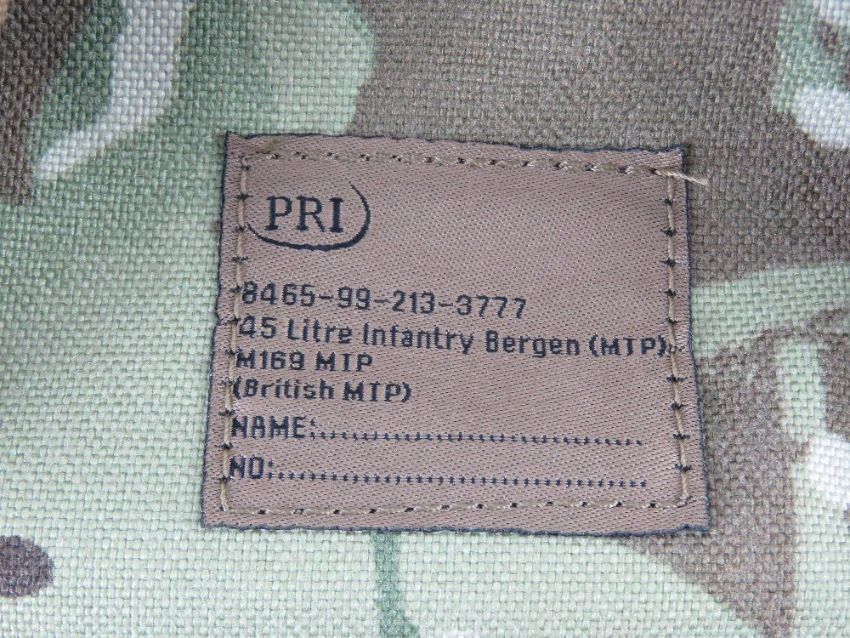 PRI
8465-99-213-3777
45 Litre Infantry Bergen (MTP)
M169 MTP
(British MTP)
NAME:................................
NO:....................................